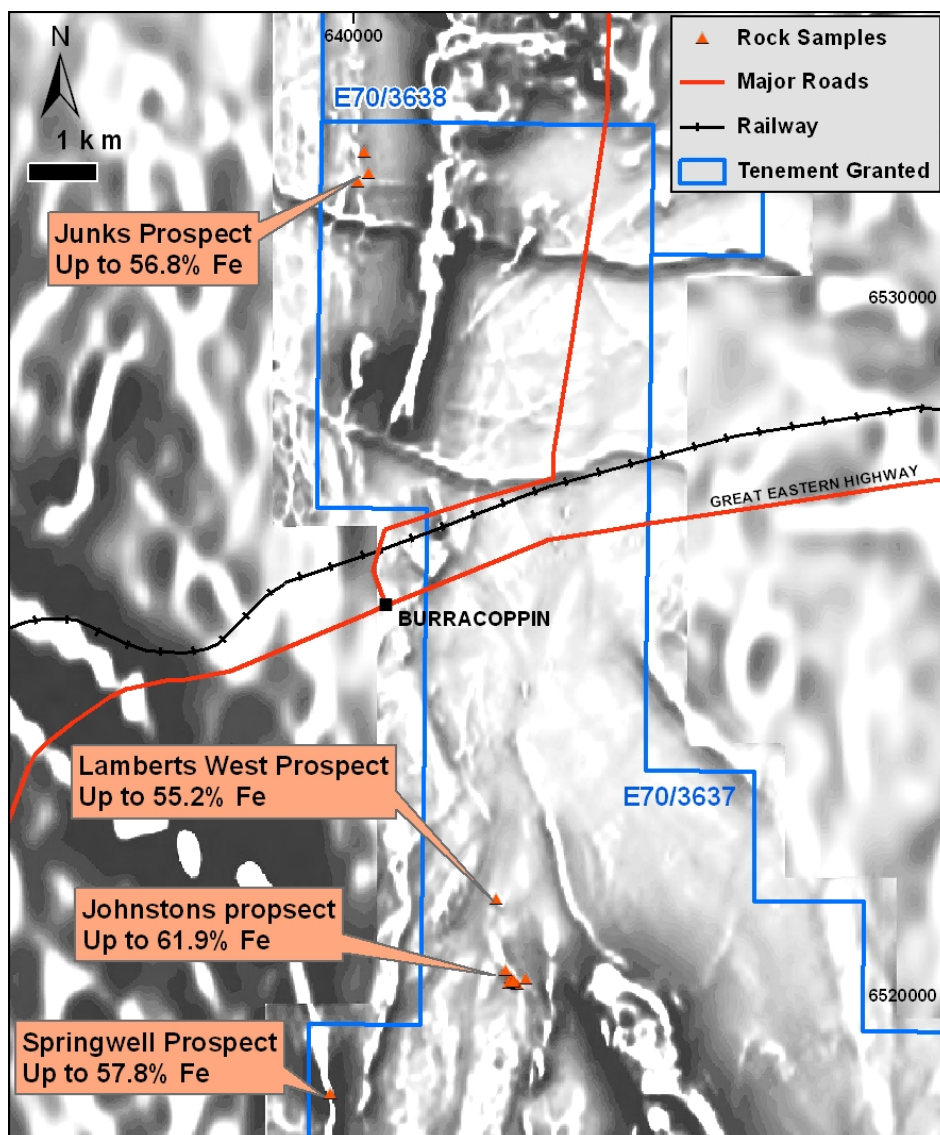 N
1 km
640000
E70/3638
Rock Samples
Major Roads
Railway
Tenement Granted
Junks Prospect
Up to 56.8% Fe
6530000
GREAT EASTERN HIGHWAY
BURRACOPPIN
Lamberts West Prospect
Up to 55.2% Fe
E70/3637
Johnstons propsect
Up to 61.9% Fe
6520000
Springwell Prospect
Up to 57.8% Fe